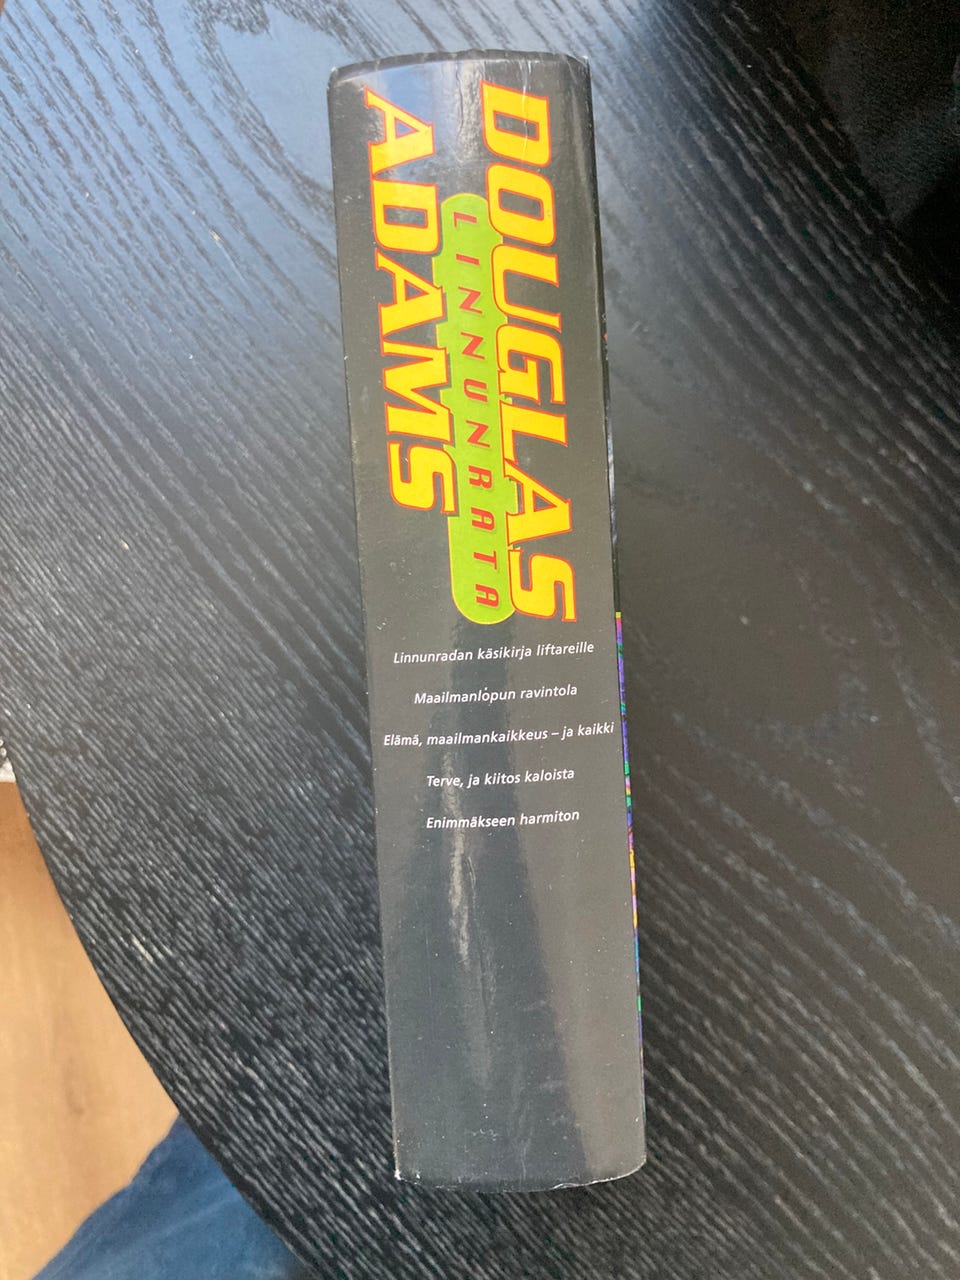 DOUGLAS
ADAMS
LINNUNRATA
Linnunradan käsikirja liftareille
Maailmanlopun ravintola
Elämä, maailmankaikkeus – ja kaikki
Terve, ja kiitos kaloista
Enimmäkseen harmiton